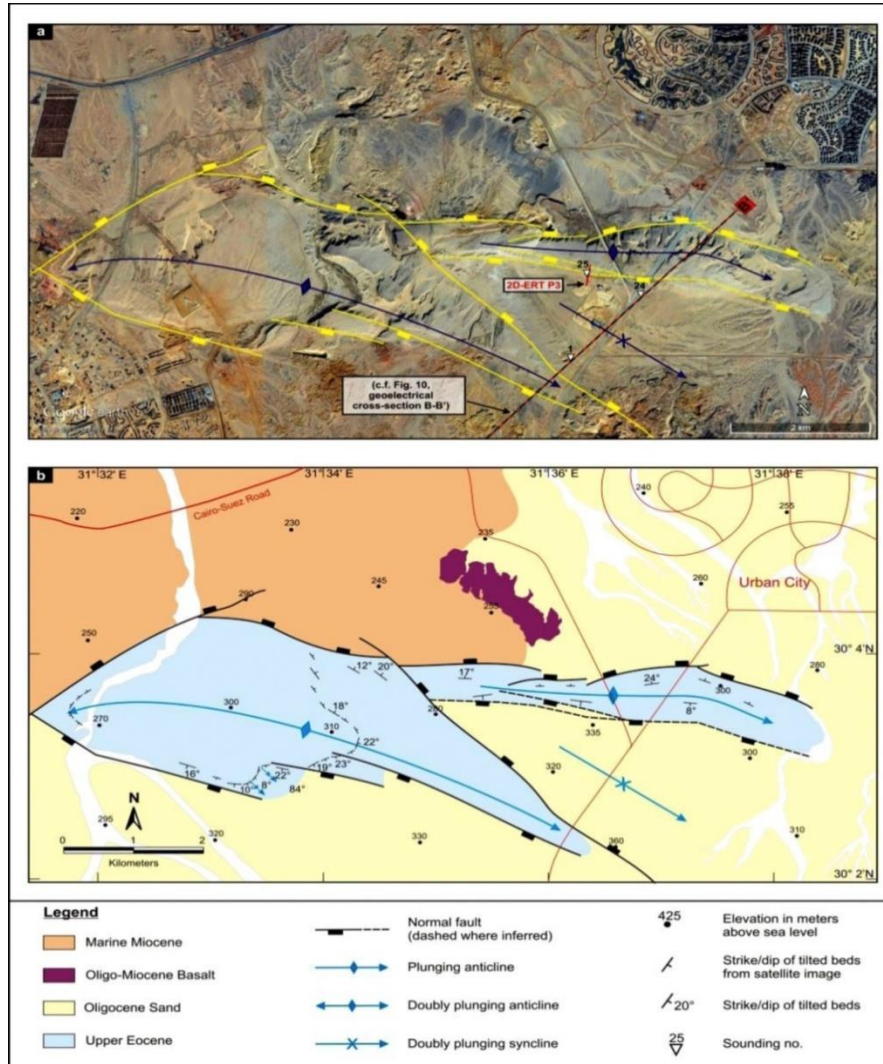 a
25
2D-ERT P3
24
1
(c.f. Fig. 10,
geoelectrical
cross-section B-B')
N
2 km
b
31° 32' E
31° 34' E
31° 36' E
31° 38' E
Cairo-Suez Road
220
230
235
240
255
245
255
260
Urban City
290
250
30° 4'N
12°
20°
17°
24°
280
300
8°
270
300
18°
310
280
335
22°
300
320
16°
22°
19°
23°
10°
8°
84°
N
0 1 2
Kilometers
295
320
330
360
310
30° 2'N
Legend
Marine Miocene
Oligo-Miocene Basalt
Oligocene Sand
Upper Eocene
Normal fault
(dashed where inferred)
Plunging anticline
Doubly plunging anticline
Doubly plunging syncline
425
Elevation in meters
above sea level
Strike/dip of tilted beds
from satellite image
20°
Strike/dip of tilted beds
25
Sounding no.